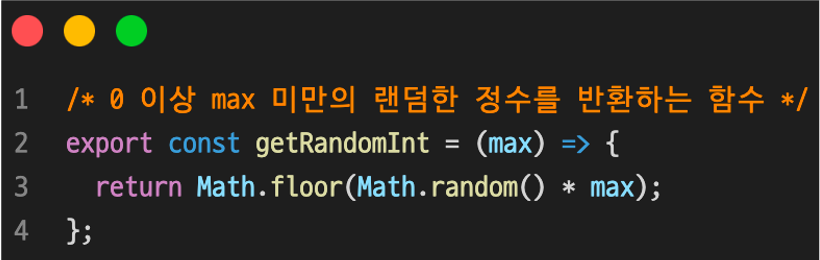 1 /* 0 이상 max 미만의 랜덤한 정수를 반환하는 함수 */
2 export const getRandomInt = (max) => {
3   return Math.floor(Math.random() * max);
4 };